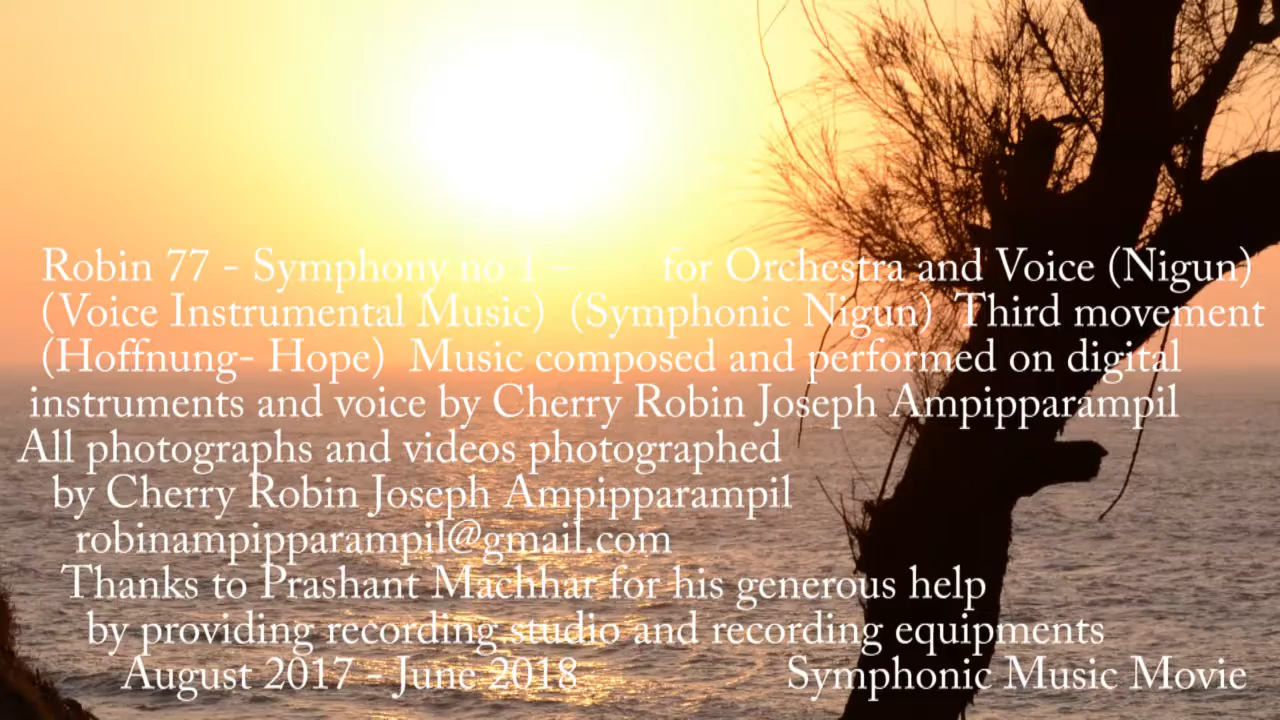 Robin 77 - Symphony no 1~ for Orchestra and Voice (Nigun)
(Voice Instrumental Music) (Symphonic Nigun) Third movement
(Hoffnung- Hope) Music composed and performed on digital
instruments and voice by Cherry Robin Joseph Ampipparampil
All photographs and videos photographed
by Cherry Robin Joseph Ampipparampil
robinampipparampil@gmail.com
Thanks to Prashant Machhar for his generous help
by providing recording studio and recording equipments
August 2017 - June 2018 Symphonic Music Movie